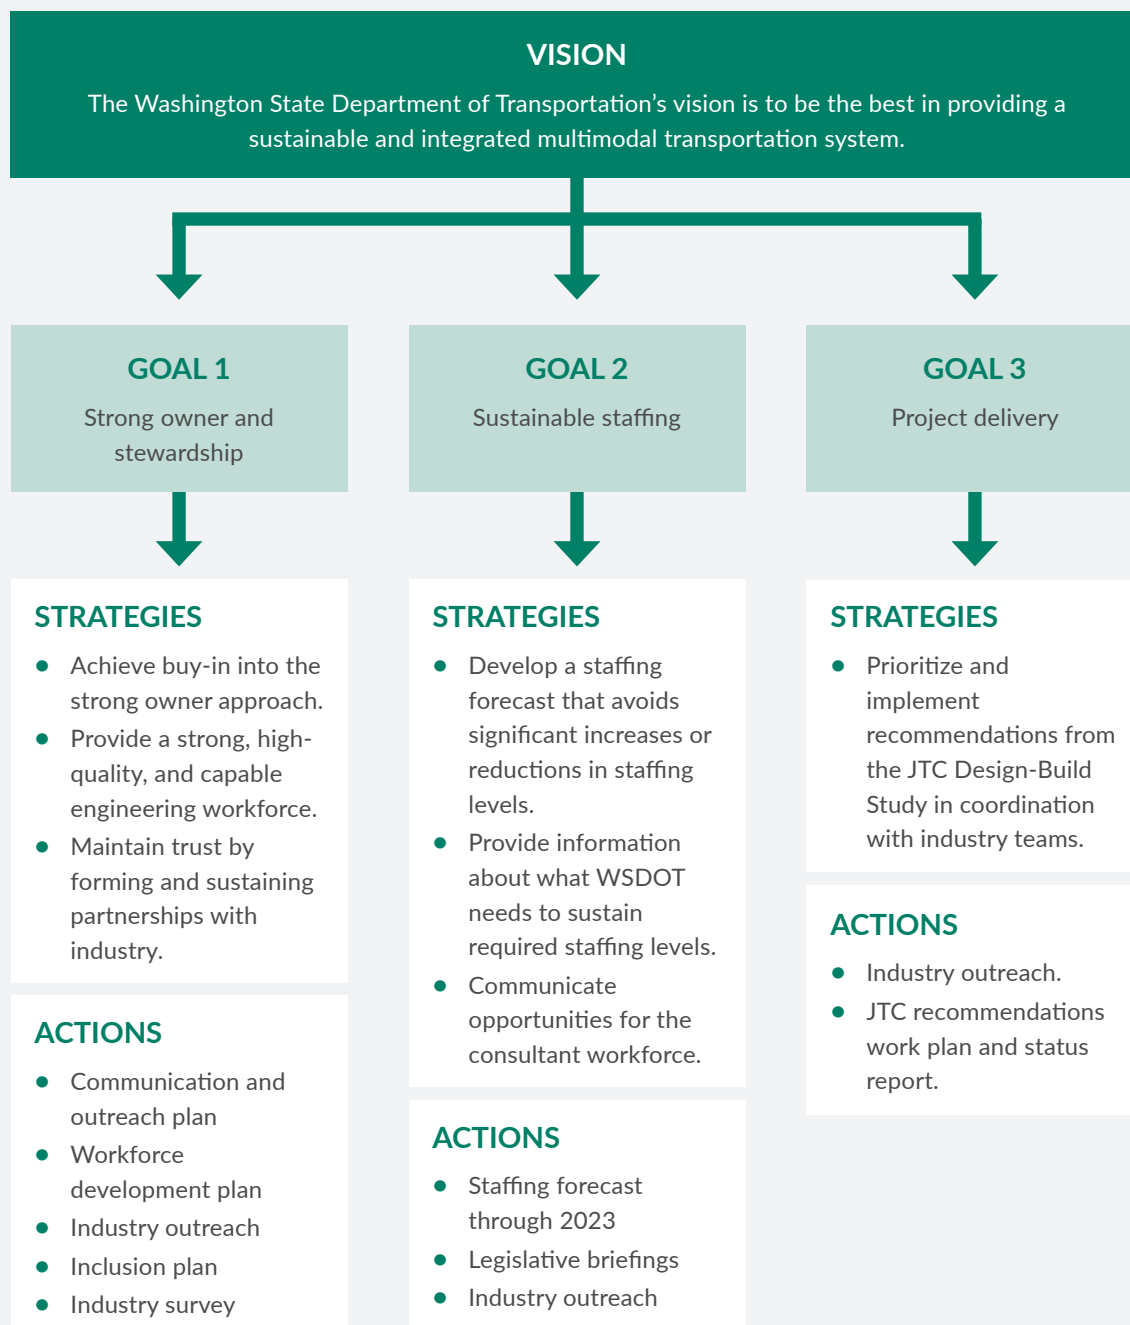 VISION
The Washington State Department of Transportation’s vision is to be the best in providing a
sustainable and integrated multimodal transportation system.
GOAL 1
Strong owner and
stewardship
GOAL 2
Sustainable staffing
GOAL 3
Project delivery
STRATEGIES
Achieve buy-in into the
strong owner approach.
Provide a strong, high-
quality, and capable
engineering workforce.
Maintain trust by
forming and sustaining
partnerships with
industry.
ACTIONS
Communication and
outreach plan
Workforce
development plan
Industry outreach
Inclusion plan
Industry survey
STRATEGIES
Develop a staffing
forecast that avoids
significant increases or
reductions in staffing
levels.
Provide information
about what WSDOT
needs to sustain
required staffing levels.
Communicate
opportunities for the
consultant workforce.
ACTIONS
Staffing forecast
through 2023
Legislative briefings
Industry outreach
STRATEGIES
Prioritize and
implement
recommendations from
the JTC Design-Build
Study in coordination
with industry teams.
ACTIONS
Industry outreach.
JTC recommendations
work plan and status
report.